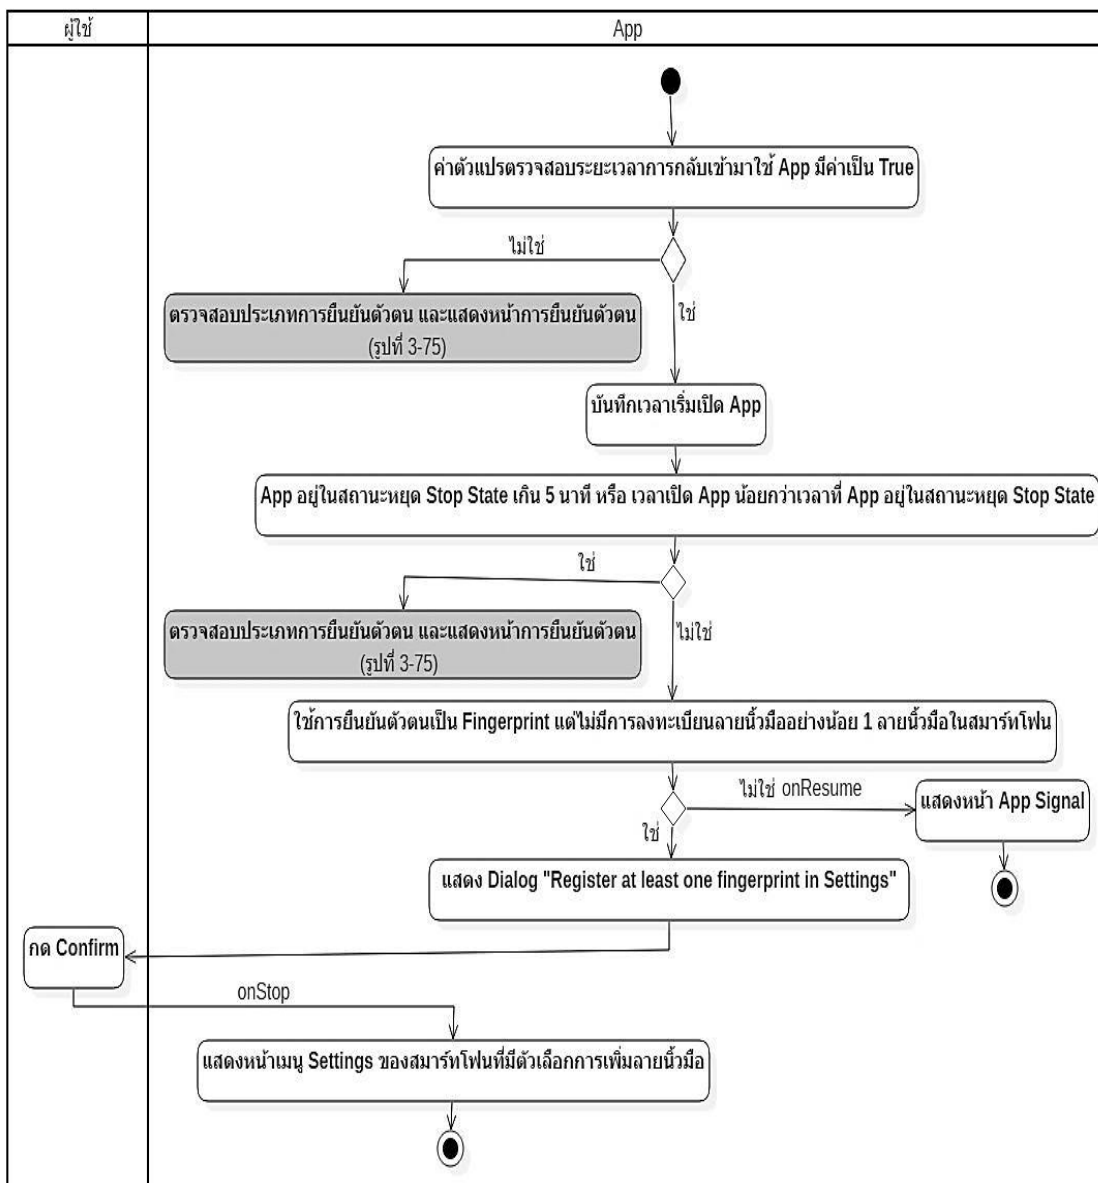 ผู้ใช้
App
ค่าตัวแปรตรวจสอบระยะเวลาการกลับเข้ามาใช้ App มีค่าเป็น True
ไม่ใช่
ใช่
ตรวจสอบประเภทการยืนยันตัวตน และแสดงหน้าการยืนยันตัวตน
(รูปที่ 3-75)
บันทึกเวลาเริ่มเปิด App
App อยู่ในสถานะหยุด Stop State เกิน 5 นาที หรือ เวลาเปิด App น้อยกว่าเวลาที่ App อยู่ในสถานะหยุด Stop State
ใช่
ไม่ใช่
ตรวจสอบประเภทการยืนยันตัวตน และแสดงหน้าการยืนยันตัวตน
(รูปที่ 3-75)
ใช้การยืนยันตัวตนเป็น Fingerprint แต่ไม่มีการลงทะเบียนลายนิ้วมืออย่างน้อย 1 ลายนิ้วมือในสมาร์ทโฟน
ไม่ใช่ onResume
แสดงหน้า App Signal
ใช่
แสดง Dialog "Register at least one fingerprint in Settings"
กด Confirm
onStop
แสดงหน้าเมนู Settings ของสมาร์ทโฟนที่มีตัวเลือกการเพิ่มลายนิ้วมือ